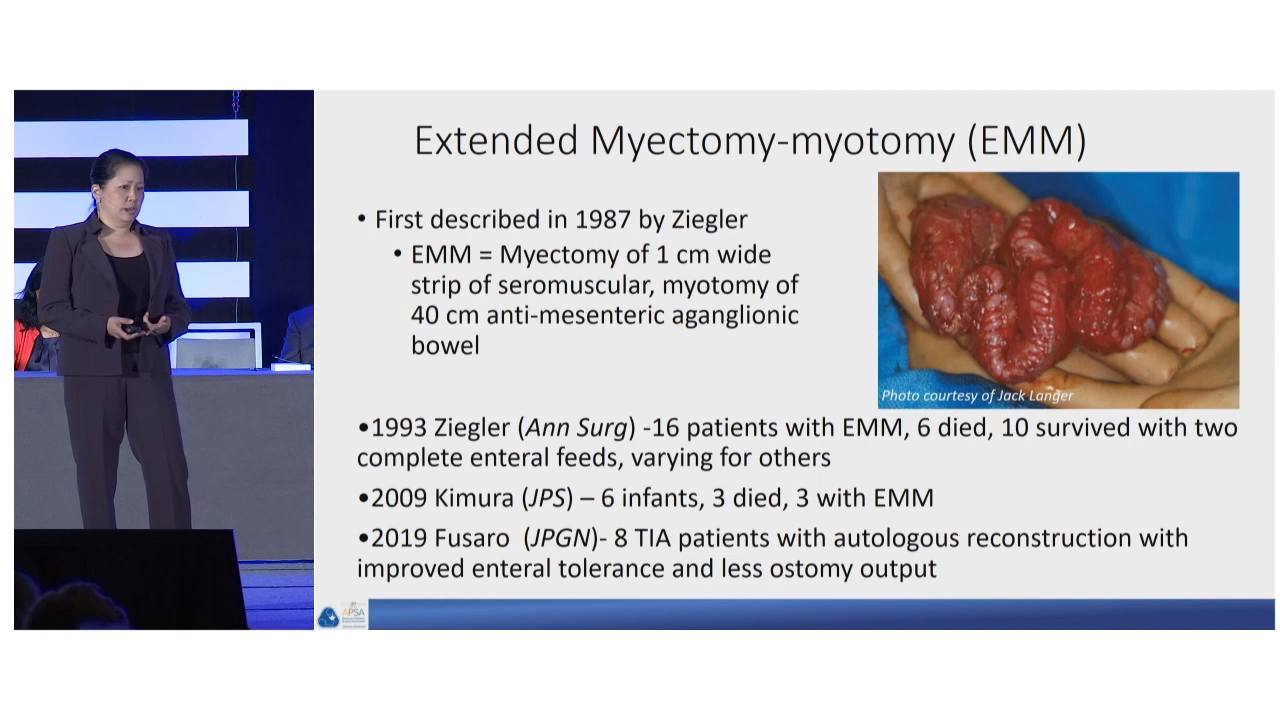 Extended Myectomy-myotomy (EMM)
• First described in 1987 by Ziegler
• EMM = Myectomy of 1 cm wide
strip of seromuscular, myotomy of
40 cm anti-mesenteric aganglionic
bowel
Photo courtesy of Jack Langer
•1993 Ziegler (Ann Surg) -16 patients with EMM, 6 died, 10 survived with two
complete enteral feeds, varying for others
•2009 Kimura (JPS) – 6 infants, 3 died, 3 with EMM
•2019 Fusaro  (JPGN)- 8 TIA patients with autologous reconstruction with
improved enteral tolerance and less ostomy output
APSA